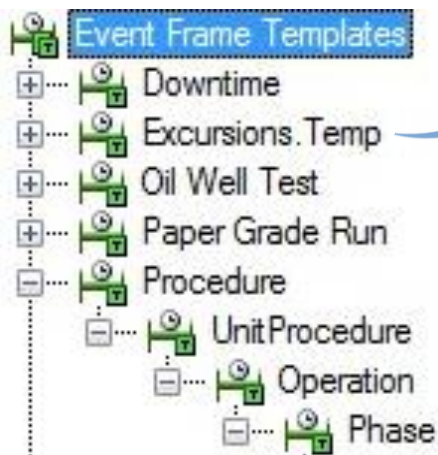 Event Frame Templates
Downtime
Excursions.Temp
Oil Well Test
Paper Grade Run
Procedure
UnitProcedure
Operation
Phase